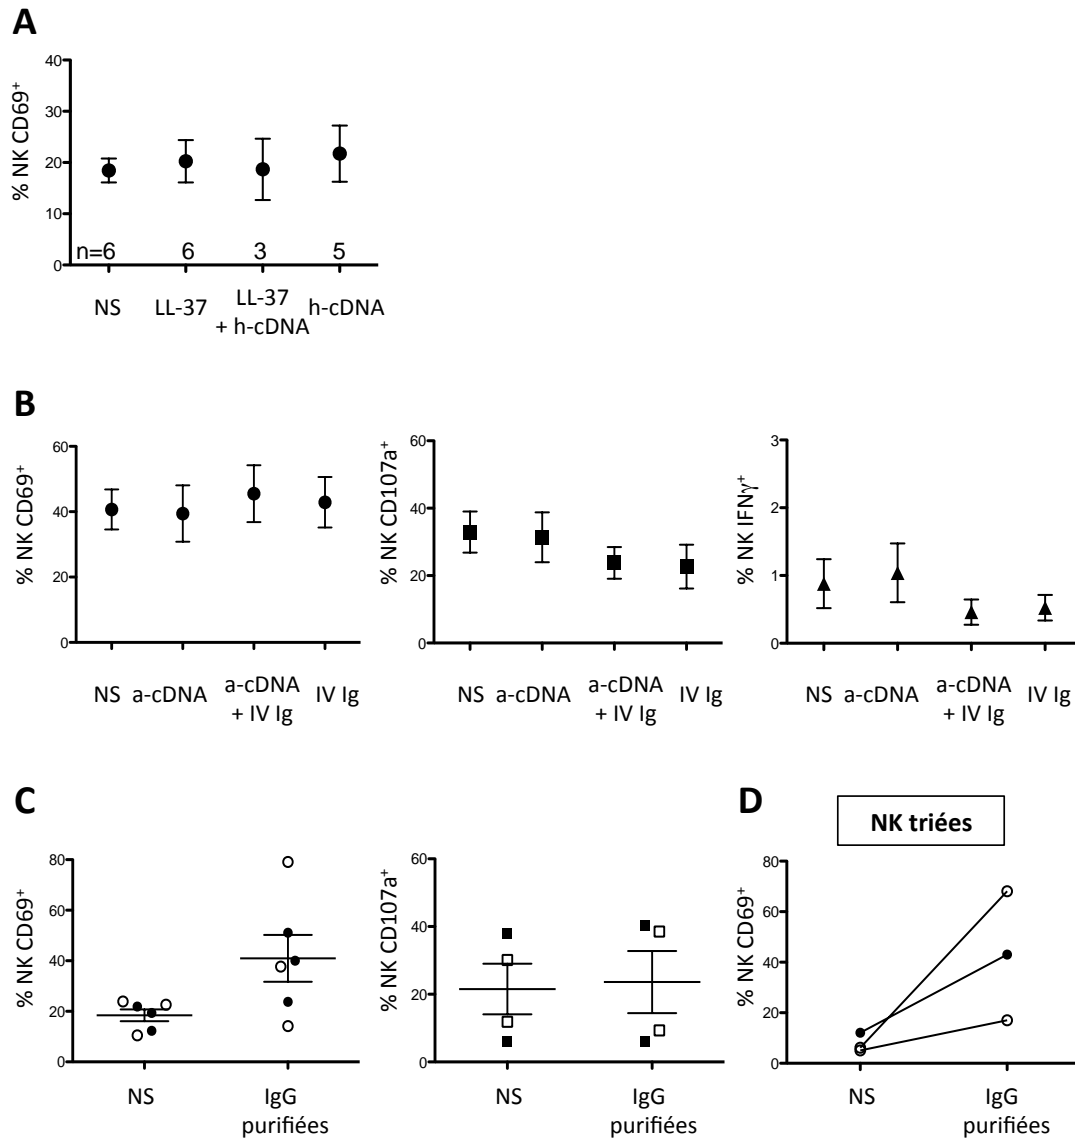 A
% NK CD69+
40
30
20
10
0
n=6 6 3 5
NS LL-37 LL-37 + h-cDNA h-cDNA
B
% NK CD69+
60
40
20
0
NS a-cDNA a-cDNA + IV Ig IV Ig
% NK CD107a+
60
40
20
0
NS a-cDNA a-cDNA + IV Ig IV Ig
% NK IFNγ+
3
2
1
0
NS a-cDNA a-cDNA + IV Ig IV Ig
C
% NK CD69+
80
60
40
20
0
NS IgG purifiées
% NK CD107a+
60
40
20
0
NS IgG purifiées
D
NK triées
% NK CD69+
80
60
40
20
0
NS IgG purifiées